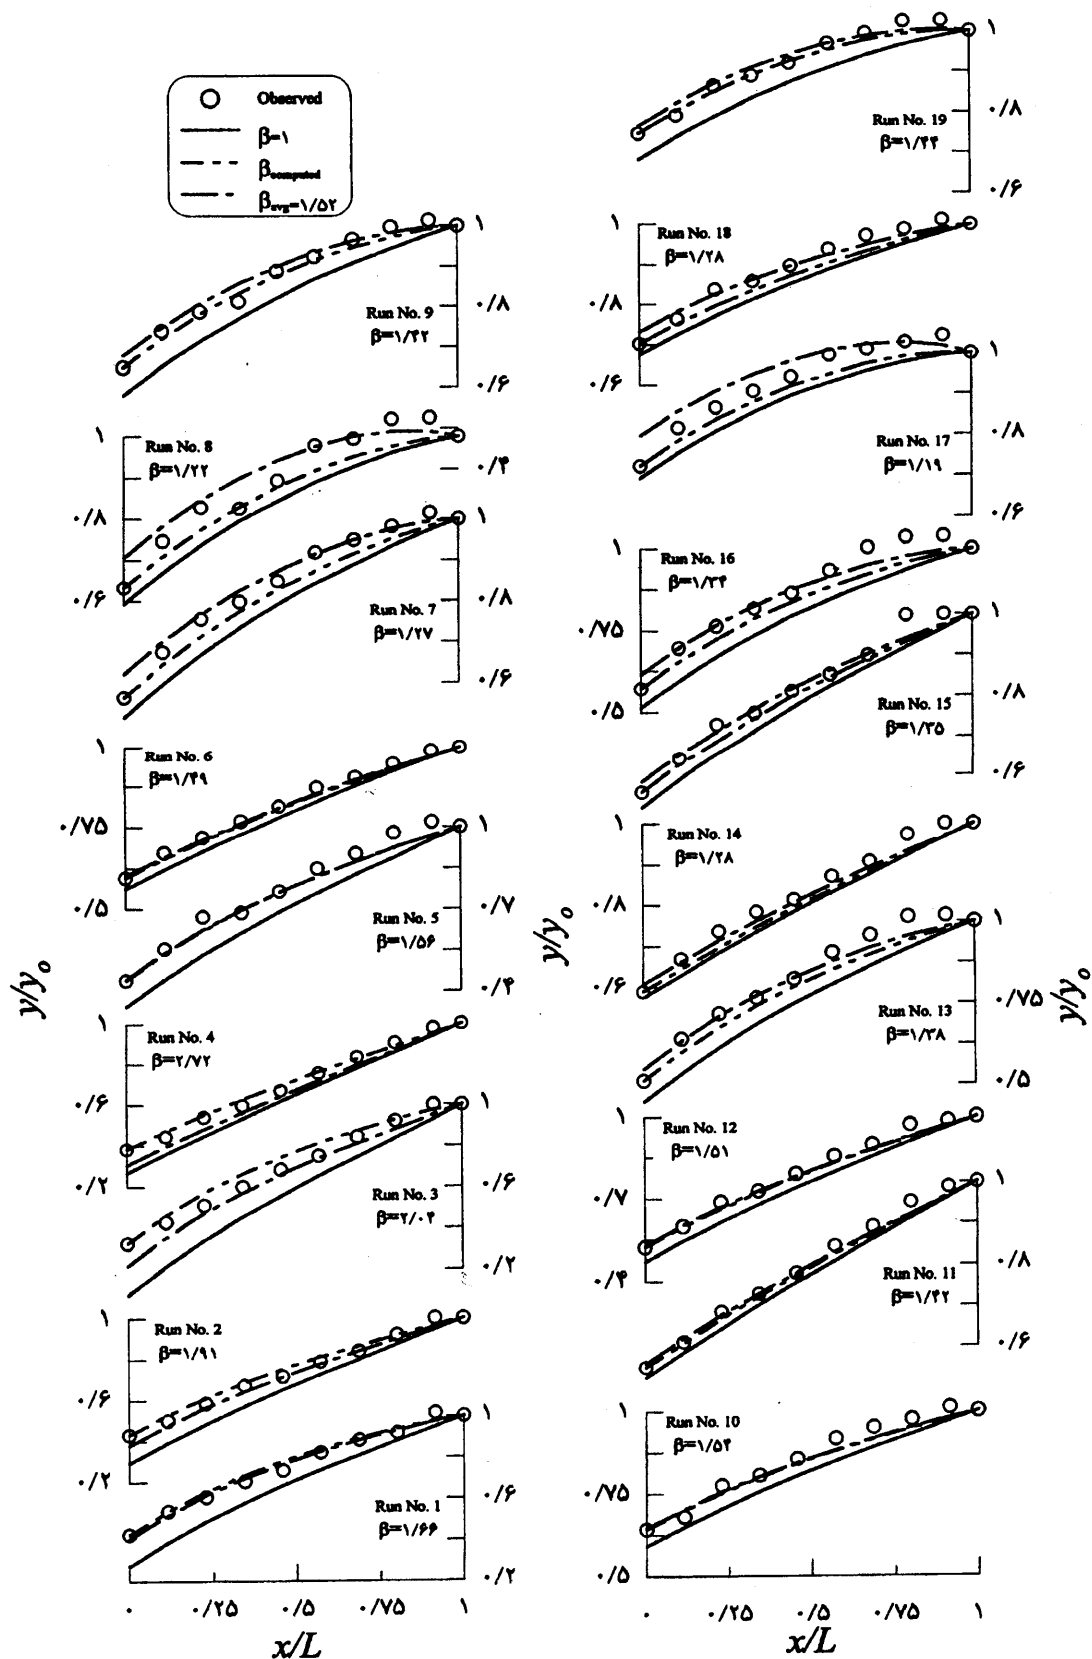 Observed
β=۱
βcomputed
βavg=۱/۵۲
۱
۰/۸
۰/۶
Run No. 9
β=۱/۴۲
۱
۰/۸
۰/۶
Run No. 8
β=۱/۲۲
۰/۴
۱
۰/۸
۰/۶
Run No. 7
β=۱/۲۷
۱
۰/۷۵
۰/۵
Run No. 6
β=۱/۴۹
۱
۰/۷
۰/۴
Run No. 5
β=۱/۵۶
y/yo
۱
۰/۶
۰/۲
Run No. 4
β=۲/۷۲
۱
۰/۶
۰/۲
Run No. 3
β=۲/۰۴
۱
۰/۶
۰/۲
Run No. 2
β=۱/۹۱
۱
۰/۶
۰/۲
Run No. 1
β=۱/۶۶
۰ ۰/۲۵ ۰/۵ ۰/۷۵ ۱
x/L
۱
۰/۸
۰/۶
Run No. 19
β=۱/۴۴
۱
۰/۸
۰/۶
Run No. 18
β=۱/۲۸
۱
۰/۸
۰/۶
Run No. 17
β=۱/۱۹
۱
۰/۷۵
۰/۵
Run No. 16
β=۱/۳۴
۱
۰/۸
۰/۶
Run No. 15
β=۱/۳۵
۱
۰/۸
۰/۶
Run No. 14
β=۱/۲۸
y/yo
۱
۰/۷۵
۰/۵
Run No. 13
β=۱/۳۸
y/yo
۱
۰/۷
۰/۴
Run No. 12
β=۱/۵۱
۱
۰/۸
۰/۶
Run No. 11
β=۱/۴۲
۱
۰/۷۵
۰/۵
Run No. 10
β=۱/۵۴
۰ ۰/۲۵ ۰/۵ ۰/۷۵ ۱
x/L